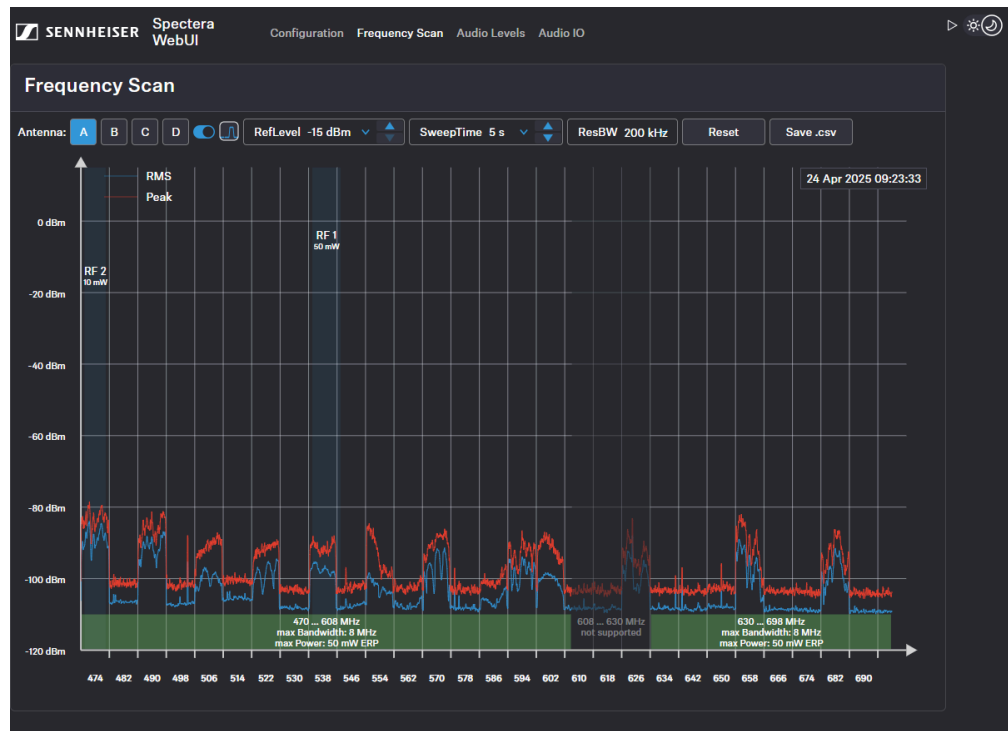 SENNHEISER
Spectera
WebUI
Configuration Frequency Scan Audio Levels Audio IO
Frequency Scan
Antenna: A B C D RefLevel -15 dBm SweepTime 5 s ResBW 200 kHz Reset Save .csv
RMS
Peak
24 Apr 2025 09:23:33
0 dBm
RF 1
50 mW
RF 2
10 mW
-20 dBm
-40 dBm
-60 dBm
-80 dBm
-100 dBm
-120 dBm
470 ... 608 MHz
max Bandwidth: 8 MHz
max Power: 50 mW ERP
608 ... 630 MHz
not supported
630 ... 698 MHz
max Bandwidth: 8 MHz
max Power: 50 mW ERP
474 482 490 498 506 514 522 530 538 546 554 562 570 578 586 594 602 610 618 626 634 642 650 658 666 674 682 690